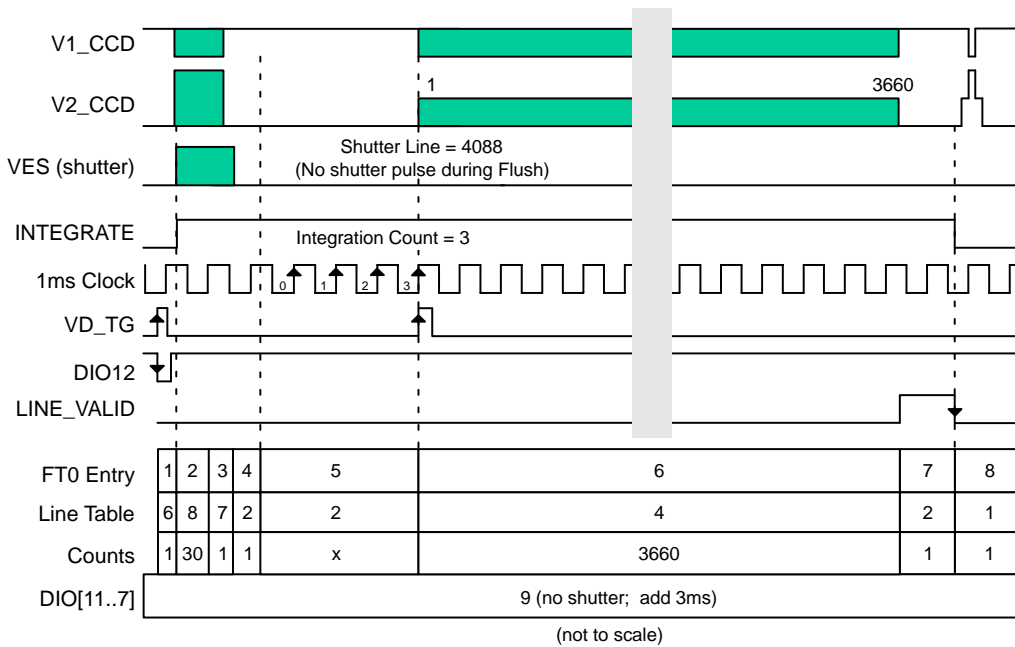 V1_CCD
1 3660
V2_CCD
Shutter Line = 4088
VES (shutter) (No shutter pulse during Flush)
INTEGRATE Integration Count = 3
1ms Clock 0 1 2 3
VD_TG
DIO12
LINE_VALID
FT0 Entry 1 2 3 4 5 6 7 8
Line Table 6 8 7 2 2 4 2 1
Counts 1 30 1 1 x 3660 1 1
DIO[11..7] 9 (no shutter; add 3ms)
(not to scale)